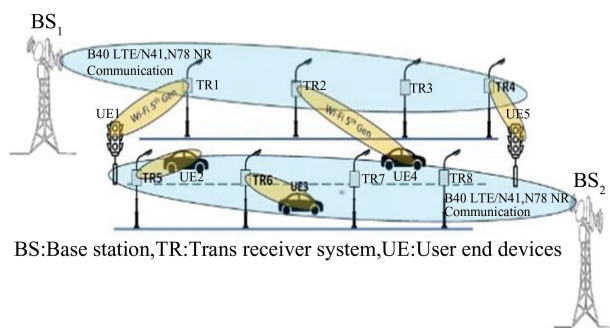 BS1
B40 LTE/N41,N78 NR
Communication
TR1
TR2
TR3
TR4
UE1
Wi-Fi 5th Gen
Wi-Fi 5th Gen
UE5
TR5
UE2
TR6
UE3
TR7
UE4
TR8
BS2
B40 LTE/N41,N78 NR
Communication
BS:Base station,TR:Trans receiver system,UE:User end devices